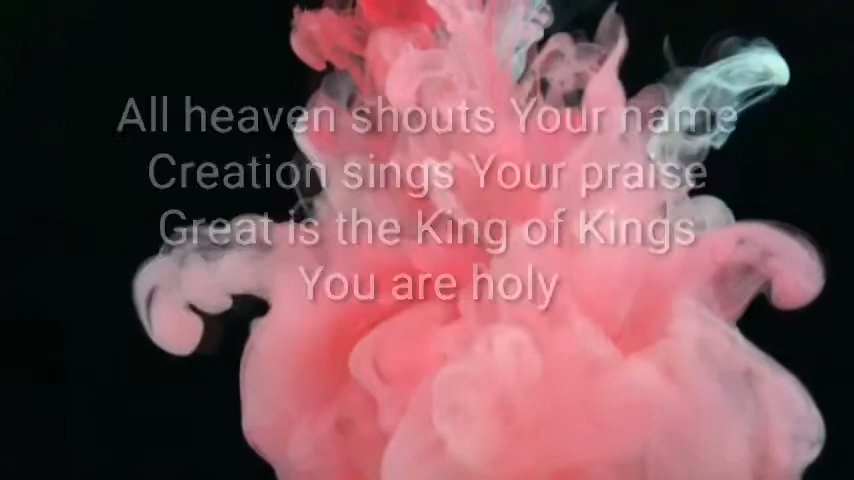 All heaven shouts Your name
Creation sings Your praise
Great is the King of Kings
You are holy